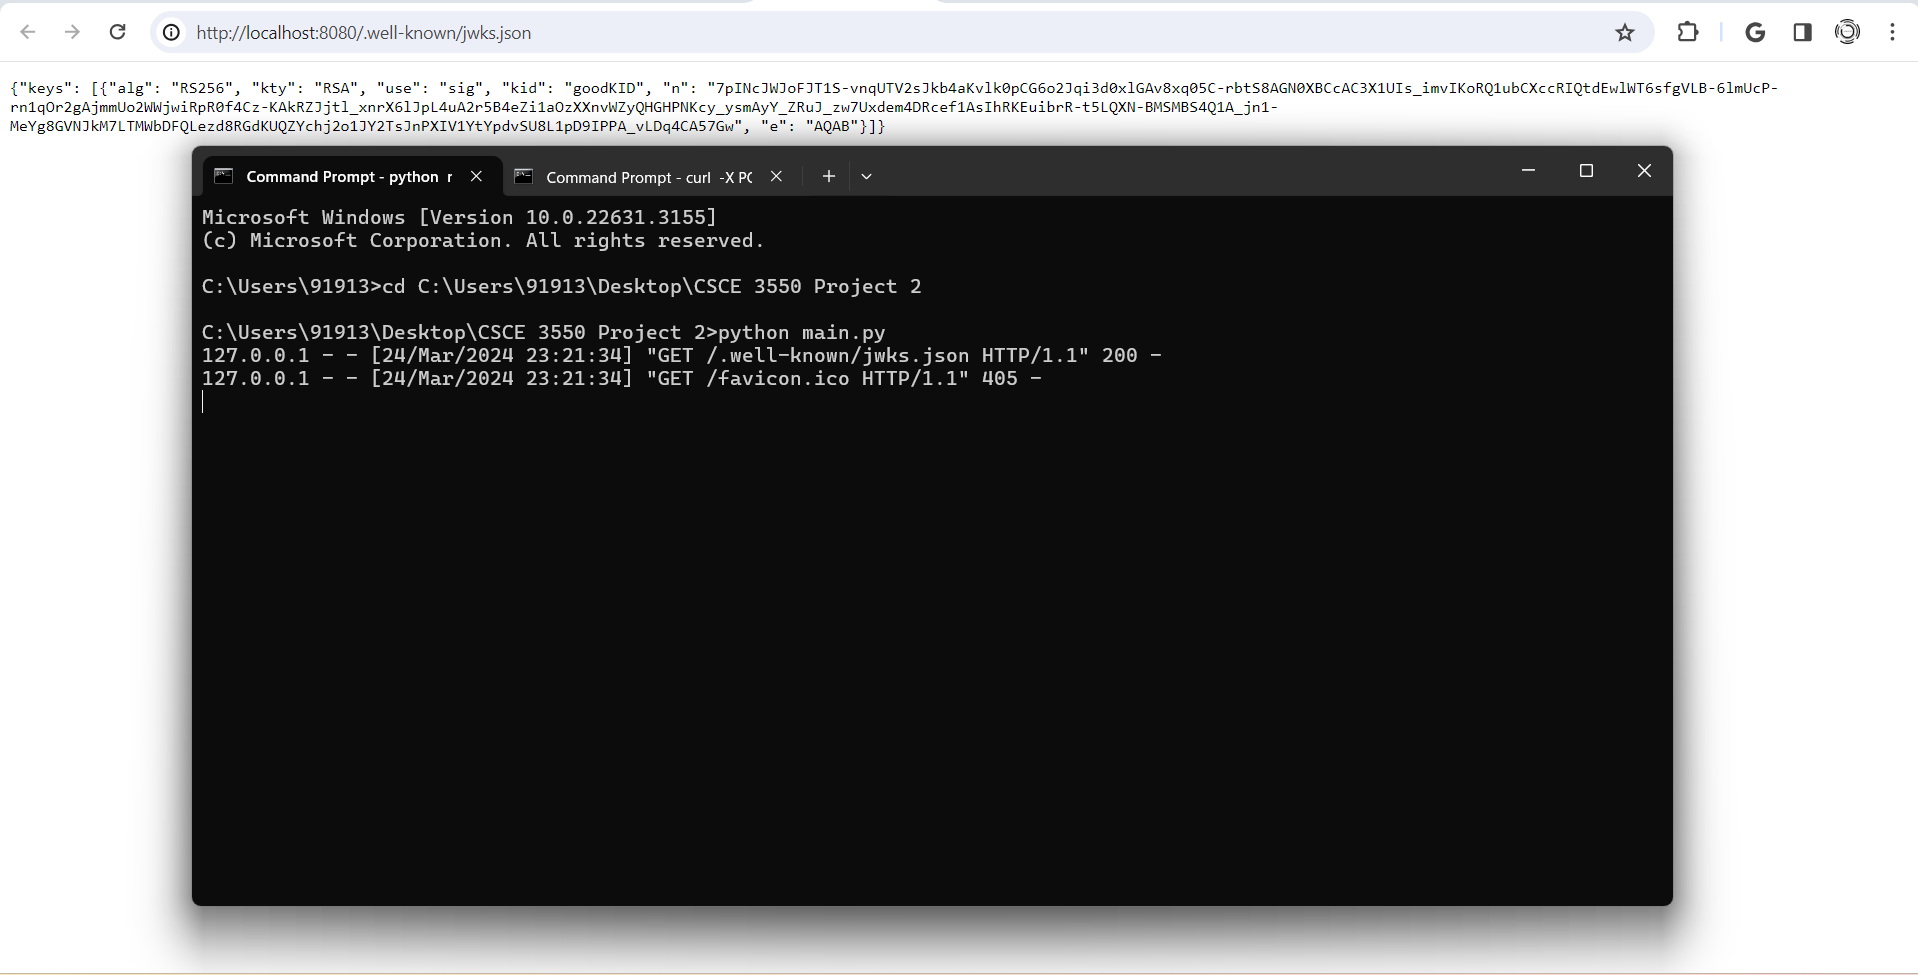 http://localhost:8080/.well-known/jwks.json
{"keys": [{"alg": "RS256", "kty": "RSA", "use": "sig", "kid": "goodKID", "n": "7pINcJWJoFJT1S-vnqUTV2sJkb4aKvlk0pCG6o2Jqi3d0xlGAv8xq05C-rbtS8AGN0XBCcAC3X1UIs_imvIKoRQ1ubCXccRIQtdEwlWT6sfgVLB-6lmUcP-
rn1qOr2gAjmmUo2WWjwiRpR0f4Cz-KAkRZJjtl_xnrX6lJpL4uA2r5B4eZi1aOzXXnvWZyQHGHPNKcy_ysmAyY_ZRuJ_zw7Uxdem4DRcef1AsIhRKEuibrR-t5LQXN-BMSMBS4Q1A_jn1-
MeYg8GVNJkM7LTMWbDFQLezd8RGdKUQZYchj2o1JY2TsJnPXIV1YtYpdvSU8L1pD9IPPA_vLDq4CA57Gw", "e": "AQAB"}]}
Command Prompt - python r
Command Prompt - curl -X PC
Microsoft Windows [Version 10.0.22631.3155]
(c) Microsoft Corporation. All rights reserved.
C:\Users\91913>cd C:\Users\91913\Desktop\CSCE 3550 Project 2
C:\Users\91913\Desktop\CSCE 3550 Project 2>python main.py
127.0.0.1 - - [24/Mar/2024 23:21:34] "GET /.well-known/jwks.json HTTP/1.1" 200 -
127.0.0.1 - - [24/Mar/2024 23:21:34] "GET /favicon.ico HTTP/1.1" 405 -